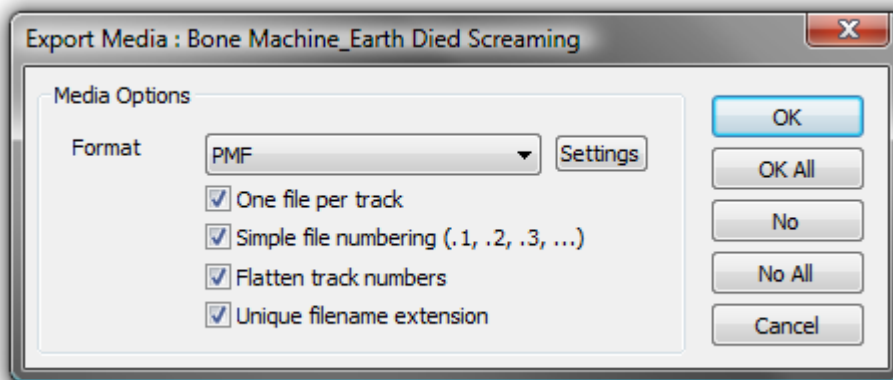 Export Media : Bone Machine_Earth Died Screaming
Media Options
Format
PMF
Settings
One file per track
Simple file numbering (.1, .2, .3, ...)
Flatten track numbers
Unique filename extension
OK
OK All
No
No All
Cancel